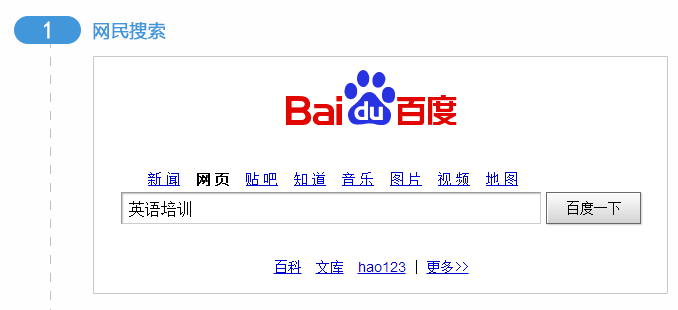 1 网民搜索
Baidu百度
新闻 网页 贴吧 知道 音乐 图片 视频 地图
英语培训 百度一下
百科 文库 hao123 | 更多>>